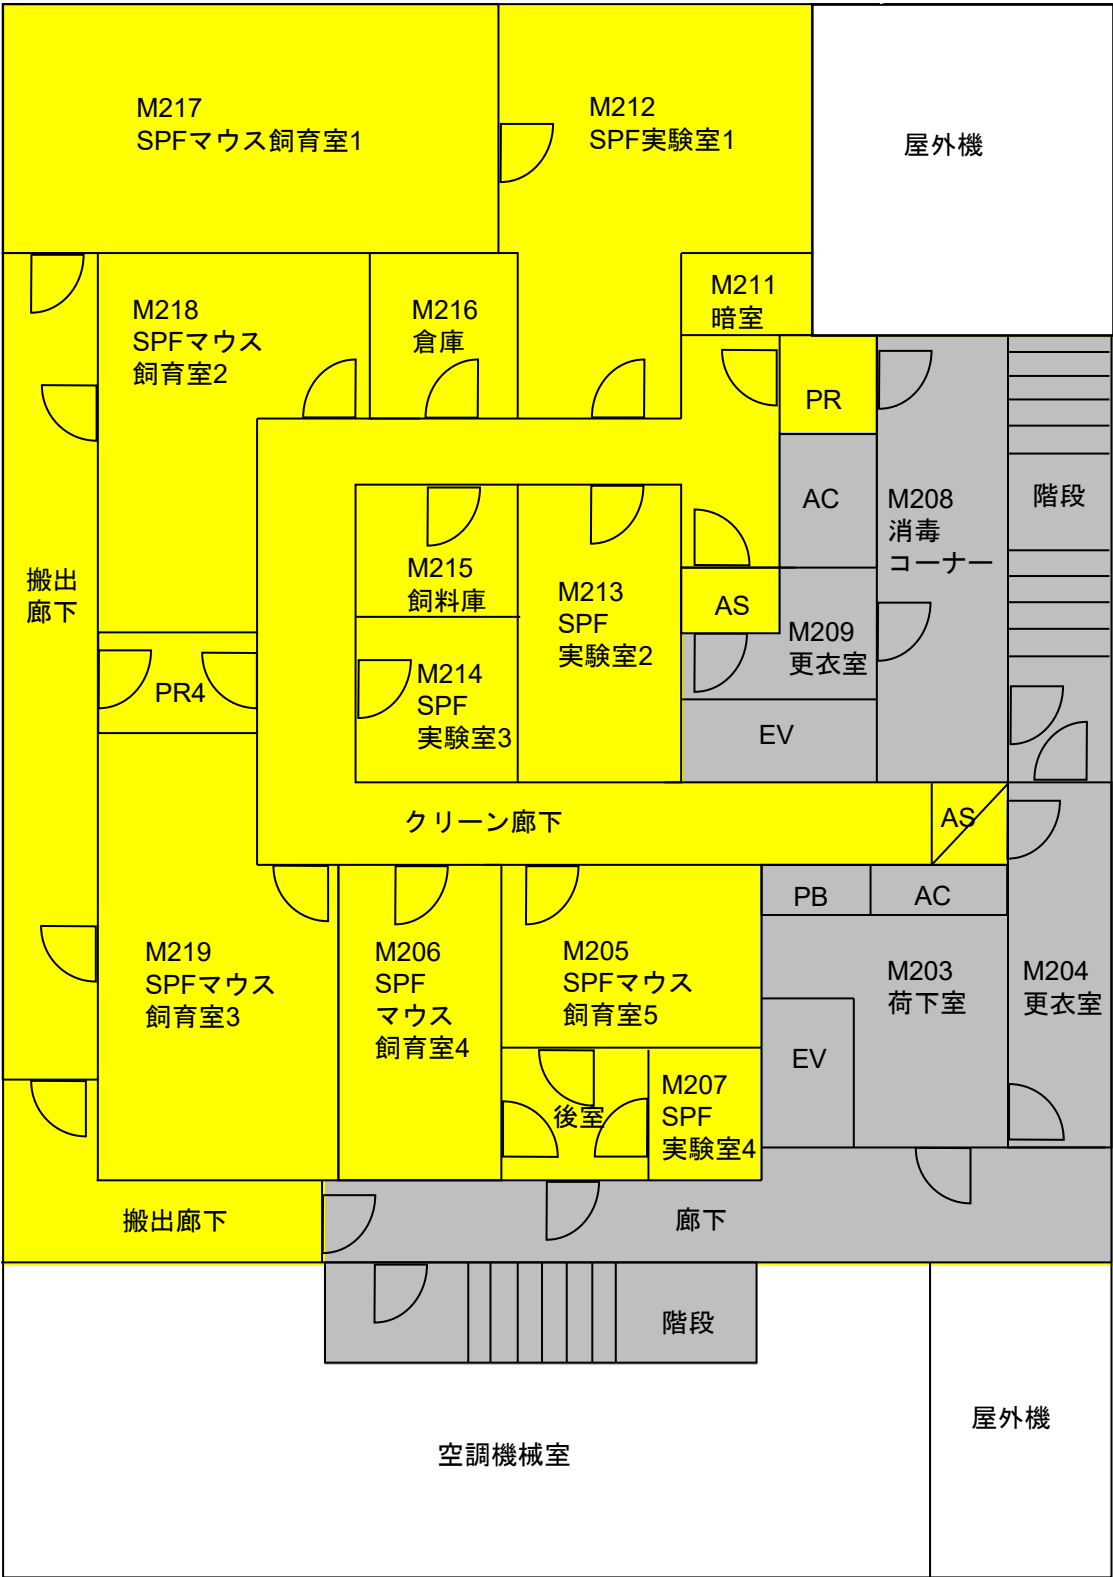 M217
SPFマウス飼育室1
M212
SPF実験室1
屋外機
M218
SPFマウス
飼育室2
M216
倉庫
M211
暗室
PR
AC
M208
消毒
コーナー
階段
搬出
廊下
M215
飼料庫
M213
SPF
実験室2
AS
M209
更衣室
PR4
M214
SPF
実験室3
EV
クリーン廊下
AS
PB
AC
M219
SPFマウス
飼育室3
M206
SPF
マウス
飼育室4
M205
SPFマウス
飼育室5
M203
荷下室
M204
更衣室
EV
後室
M207
SPF
実験室4
搬出廊下
廊下
階段
空調機械室
屋外機